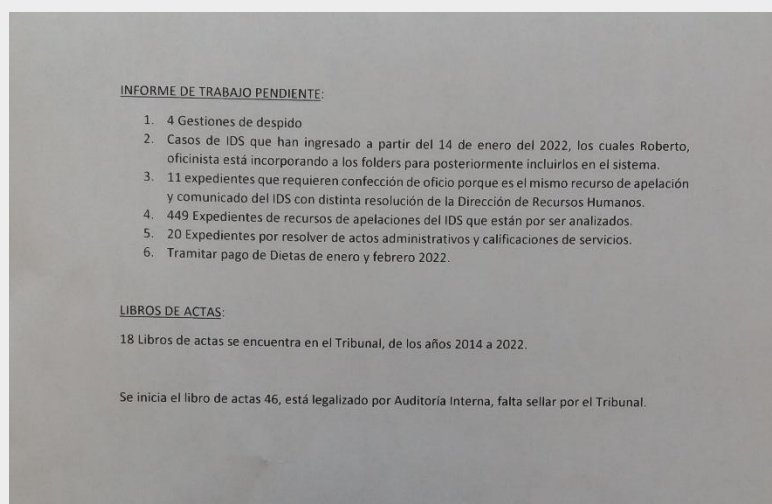 INFORME DE TRABAJO PENDIENTE:
1. 4 Gestiones de despido
2. Casos de IDS que han ingresado a partir del 14 de enero del 2022, los cuales Roberto,
oficinista está incorporando a los folders para posteriormente incluirlos en el sistema.
3. 11 expedientes que requieren confección de oficio porque es el mismo recurso de apelación
y comunicado del IDS con distinta resolución de la Dirección de Recursos Humanos.
4. 449 Expedientes de recursos de apelaciones del IDS que están por ser analizados.
5. 20 Expedientes por resolver de actos administrativos y calificaciones de servicios.
6. Tramitar pago de Dietas de enero y febrero 2022.
LIBROS DE ACTAS:
18 Libros de actas se encuentra en el Tribunal, de los años 2014 a 2022.
Se inicia el libro de actas 46, está legalizado por Auditoría Interna, falta sellar por el Tribunal.